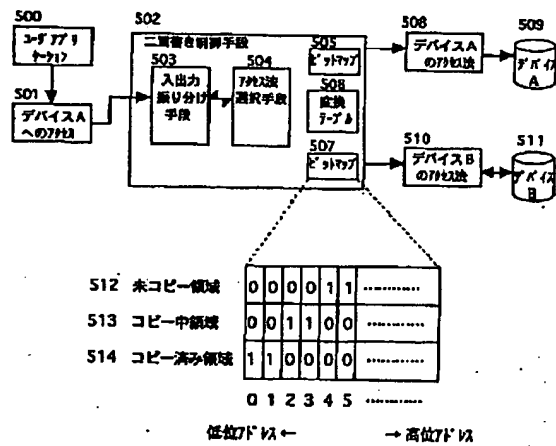 500
ユーザアプリ
ケーション
501
デバイスA
へのアクセス
502
二重書き制御手段
503
入出力
振り分け
手段
504
アクセス法
選択手段
505
ビットマップ
506
変換
テーブル
507
ビットマップ
508
デバイスA
のアクセス法
509
デバイス
A
510
デバイスB
のアクセス法
511
デバイス
B
512 未コピー領域 0 0 0 0 1 1 …………
513 コピー中領域 0 0 1 1 0 0 …………
514 コピー済み領域 1 1 0 0 0 0 …………
0 1 2 3 4 5 …………
低位アドレス ← → 高位アドレス